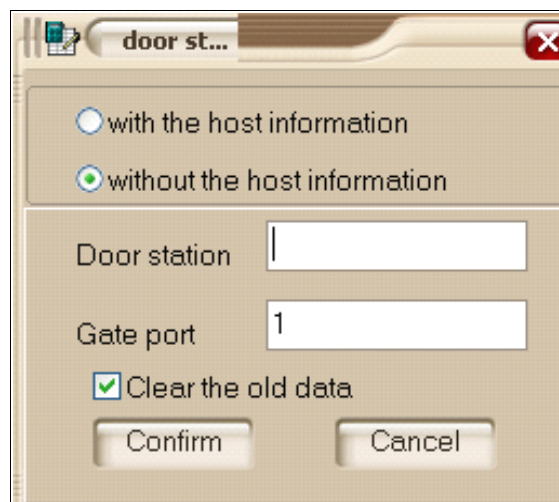 door st...
with the host information
without the host information
Door station
Gate port 1
Clear the old data
Confirm Cancel